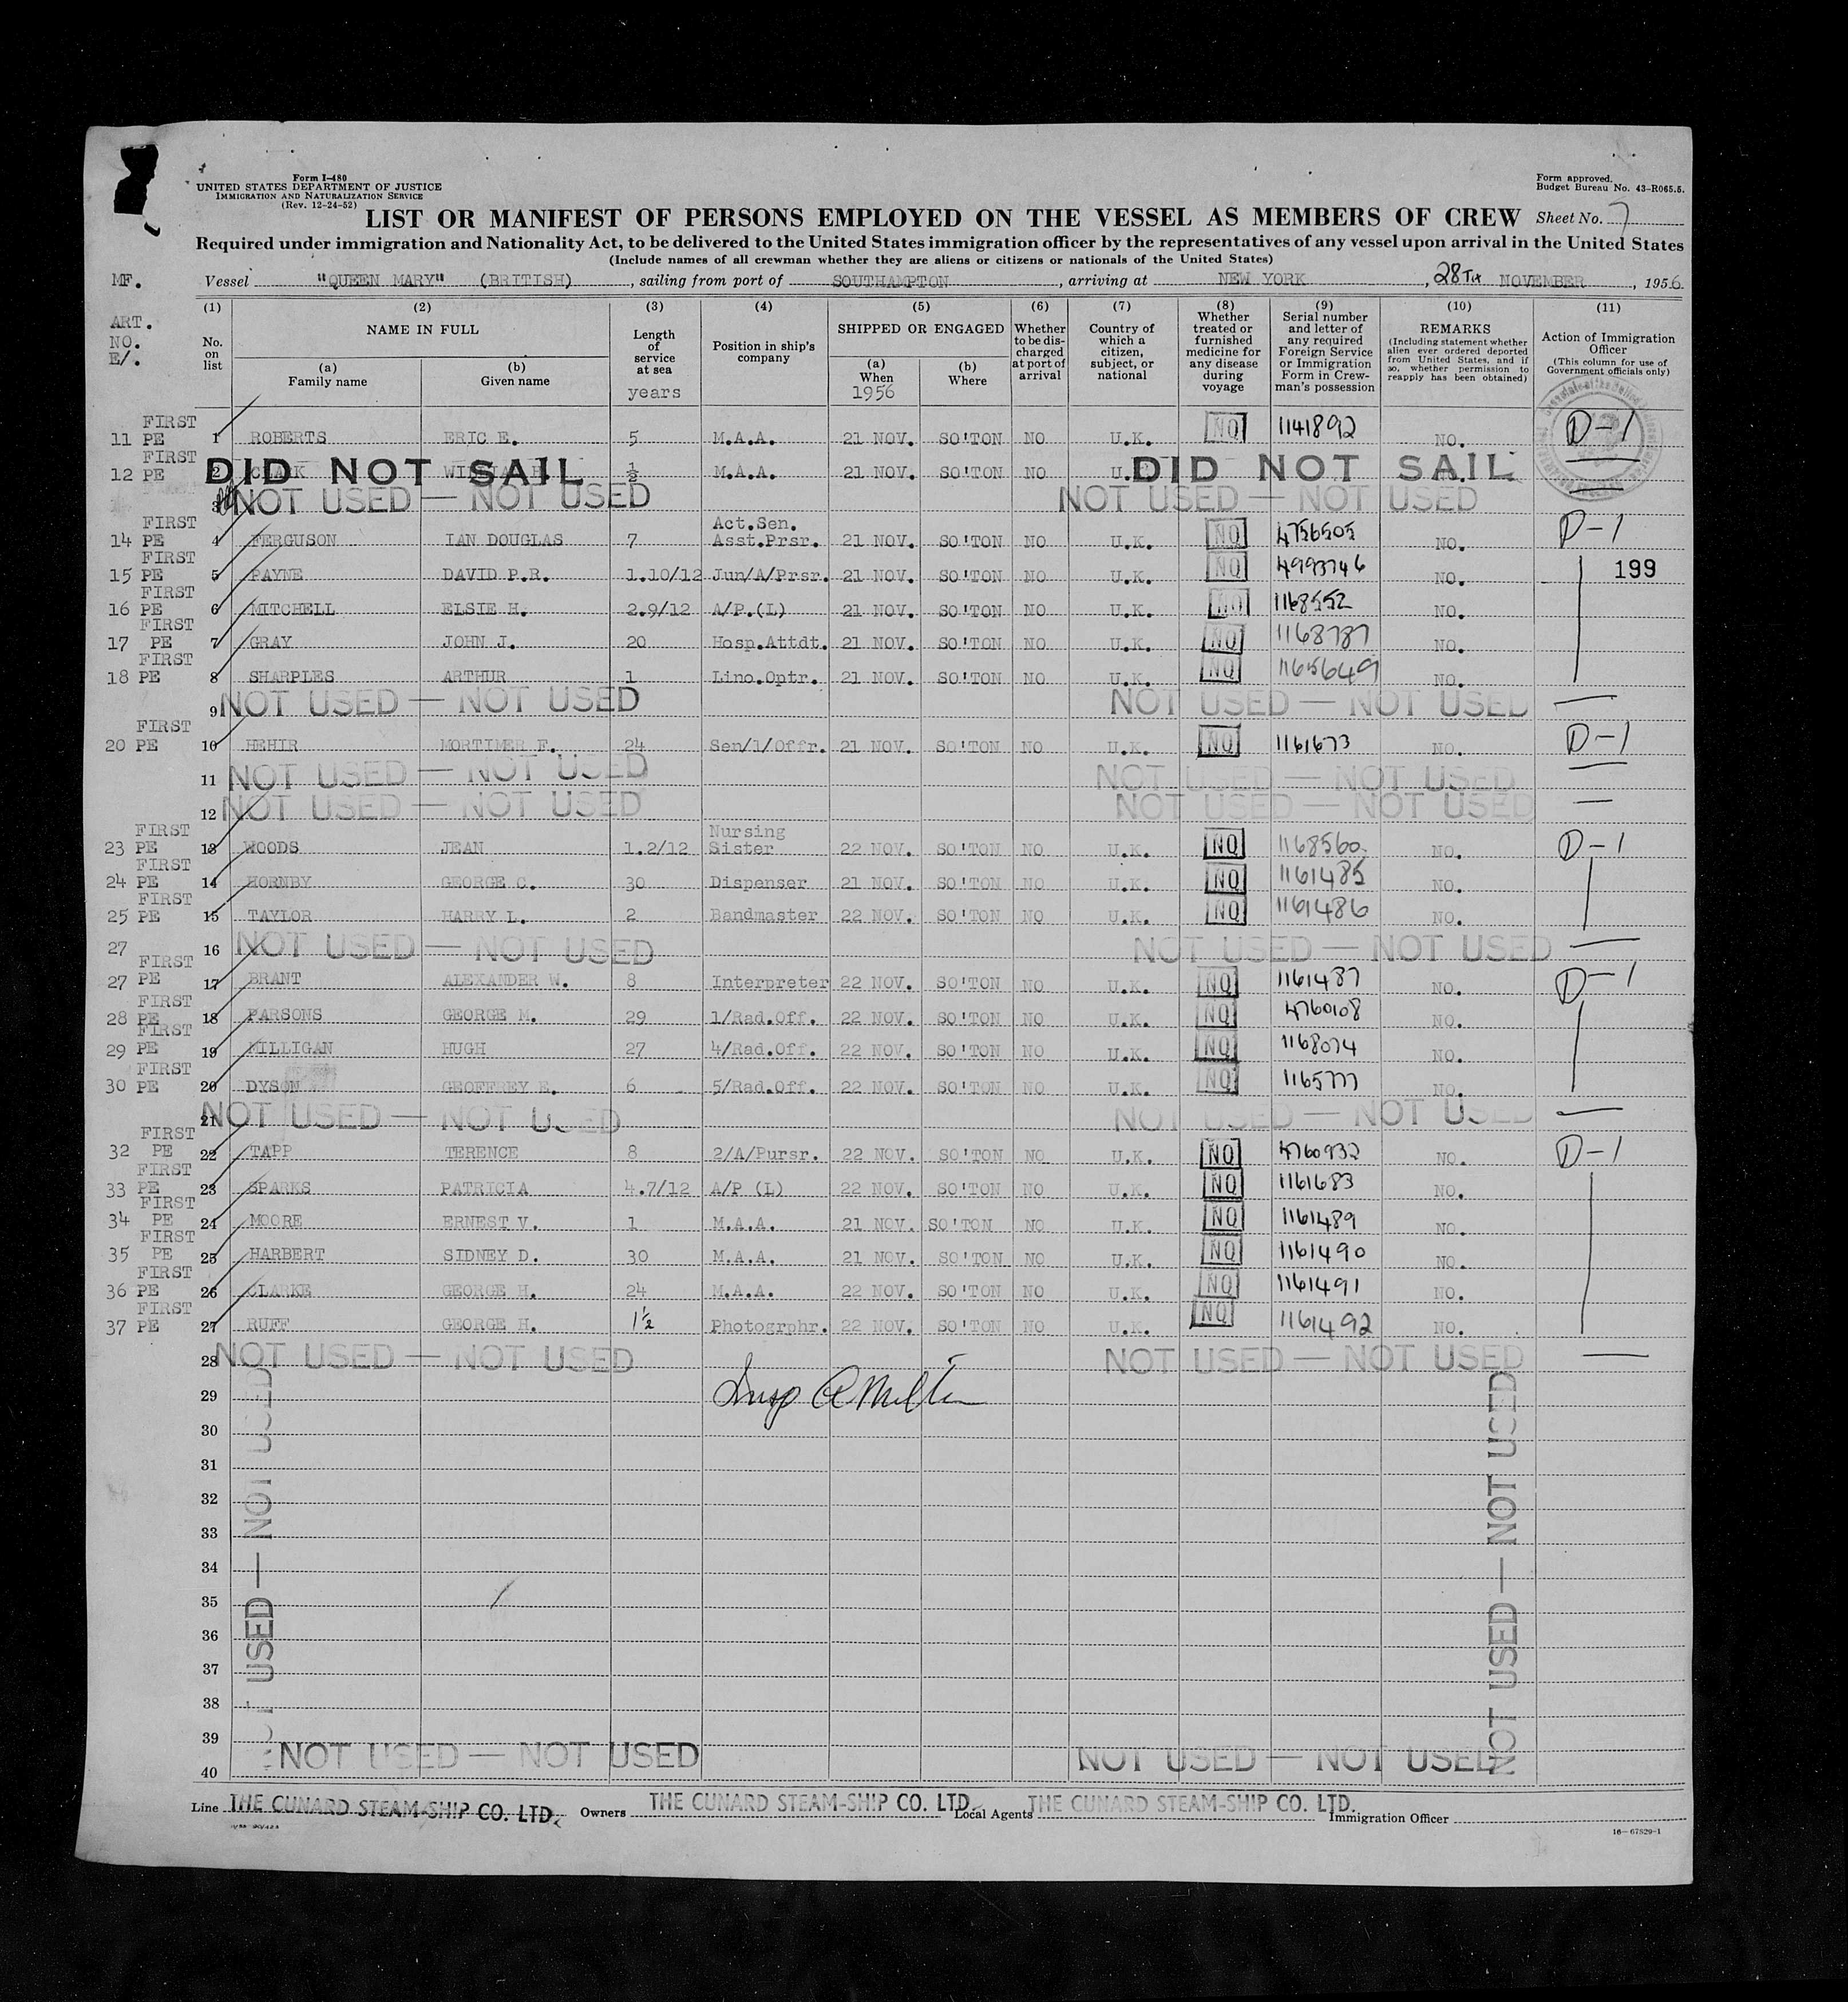 Form I-480
UNITED STATES DEPARTMENT OF JUSTICE
IMMIGRATION AND NATURALIZATION SERVICE
(Rev. 12-24-52)
Form approved.
Budget Bureau No. 43-R065.5.
LIST OR MANIFEST OF PERSONS EMPLOYED ON THE VESSEL AS MEMBERS OF CREW Sheet No. 7
Required under immigration and Nationality Act, to be delivered to the United States immigration officer by the representatives of any vessel upon arrival in the United States
(Include names of all crewman whether they are aliens or citizens or nationals of the United States)
MF. Vessel "QUEEN MARY" (BRITISH), sailing from port of SOUTHAMPTON, arriving at NEW YORK, 28TH NOVEMBER, 1956
ART. NO. E/.
(1) No. on list
(2) NAME IN FULL (a) Family name (b) Given name
(3) Length of service at sea years
(4) Position in ship's company
(5) SHIPPED OR ENGAGED (a) When 1956 (b) Where
(6) Whether to be discharged at port of arrival
(7) Country of which a citizen, subject, or national
(8) Whether treated or furnished medicine for any disease during voyage
(9) Serial number and letter of any required Foreign Service or Immigration Form in Crewman's possession
(10) REMARKS (Including statement whether alien ever ordered deported from United States, and if so, whether permission to reapply has been obtained)
(11) Action of Immigration Officer (This column for use of Government officials only)
FIRST
11 PE 1 ROBERTS ERIC E. 5 M.A.A. 21 NOV. SO'TON NO U.K. NO 1141892 NO. D-1
FIRST
12 PE 2 CLARK WILLIAM H. ½ M.A.A. 21 NOV. SO'TON NO U.K. DID NOT SAIL DID NOT SAIL
3 NOT USED — NOT USED NOT USED — NOT USED
FIRST Act.Sen.
14 PE 4 FERGUSON IAN DOUGLAS 7 Asst.Prsr. 21 NOV. SO'TON NO U.K. NO 4756505 NO. D-1
FIRST
15 PE 5 PAYNE DAVID P.R. 1.10/12 Jun/A/Prsr. 21 NOV. SO'TON NO U.K. NO 4993746 NO. 199
FIRST
16 PE 6 MITCHELL ELSIE H. 2.9/12 A/P.(L) 21 NOV. SO'TON NO U.K. NO 1168552 NO.
FIRST
17 PE 7 GRAY JOHN J. 20 Hosp.Attdt. 21 NOV. SO'TON NO U.K. NO 1168787 NO.
FIRST
18 PE 8 SHARPLES ARTHUR 1 Lino.Optr. 21 NOV. SO'TON NO U.K. NO 1165649 NO.
9 NOT USED — NOT USED NOT USED — NOT USED
FIRST
20 PE 10 HEHIR MORTIMER F. 24 Sen/1/Offr. 21 NOV. SO'TON NO U.K. NO 1161673 NO. D-1
11 NOT USED — NOT USED NOT USED — NOT USED
12 NOT USED — NOT USED NOT USED — NOT USED
FIRST Nursing
23 PE 13 WOODS JEAN 1.2/12 Sister 22 NOV. SO'TON NO U.K. NO 1168560 NO. D-1
FIRST
24 PE 14 HORNBY GEORGE C. 30 Dispenser 21 NOV. SO'TON NO U.K. NO 1161485 NO.
FIRST
25 PE 15 TAYLOR HARRY L. 2 Bandmaster 22 NOV. SO'TON NO U.K. NO 1161486 NO.
27 16 NOT USED — NOT USED NOT USED — NOT USED
FIRST
27 PE 17 BRANT ALEXANDER W. 8 Interpreter 22 NOV. SO'TON NO U.K. NO 1161487 NO. D-1
FIRST
28 PE 18 PARSONS GEORGE M. 29 1/Rad.Off. 22 NOV. SO'TON NO U.K. NO 4760108 NO.
FIRST
29 PE 19 MILLIGAN HUGH 27 4/Rad.Off. 22 NOV. SO'TON NO U.K. NO 1168074 NO.
FIRST
30 PE 20 DYSON GEOFFREY E. 6 5/Rad.Off. 22 NOV. SO'TON NO U.K. NO 1165777 NO.
21 NOT USED — NOT USED NOT USED — NOT USED
FIRST
32 PE 22 TAPP TERENCE 8 2/A/Pursr. 22 NOV. SO'TON NO U.K. NO 4760932 NO. D-1
FIRST
33 PE 23 SPARKS PATRICIA 4.7/12 A/P (L) 22 NOV. SO'TON NO U.K. NO 1161683 NO.
FIRST
34 PE 24 MOORE ERNEST V. 1 M.A.A. 21 NOV. SO'TON NO U.K. NO 1161489 NO.
FIRST
35 PE 25 HARBERT SIDNEY D. 30 M.A.A. 21 NOV. SO'TON NO U.K. NO 1161490 NO.
FIRST
36 PE 26 CLARKE GEORGE H. 24 M.A.A. 22 NOV. SO'TON NO U.K. NO 1161491 NO.
FIRST
37 PE 27 RUFF GEORGE H. 1½ Photogrphr. 22 NOV. SO'TON NO U.K. NO 1161492 NO.
28 NOT USED — NOT USED NOT USED — NOT USED
29
30
31
32
33
34
35
36
37
38
39
40
NOT USED — NOT USED
NOT USED — NOT USED
NOT USED — NOT USED NOT USED — NOT USED
Line THE CUNARD STEAM-SHIP CO. LTD. Owners THE CUNARD STEAM-SHIP CO. LTD. Local Agents THE CUNARD STEAM-SHIP CO. LTD. Immigration Officer
16—67529-1